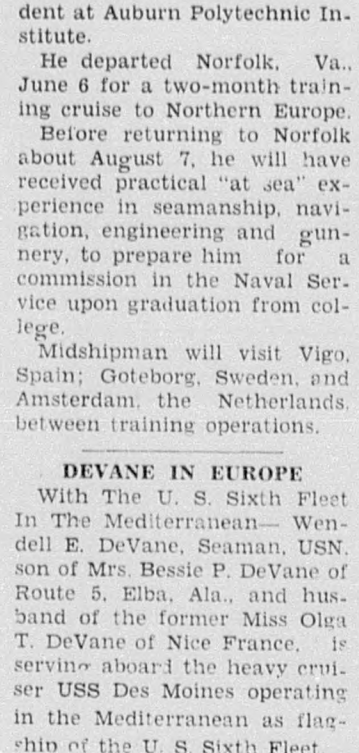 dent at Auburn Polytechnic In-
stitute.
He departed Norfolk, Va.,
June 6 for a two-month train-
ing cruise to Northern Europe.
Before returning to Norfolk
about August 7, he will have
received practical "at sea" ex-
perience in seamanship, navi-
gation, engineering and gun-
nery, to prepare him for a
commission in the Naval Ser-
vice upon graduation from col-
lege.
Midshipman will visit Vigo,
Spain; Goteborg, Sweden, and
Amsterdam, the Netherlands,
between training operations.
DEVANE IN EUROPE
With The U. S. Sixth Fleet
In The Mediterranean— Wen-
dell E. DeVane, Seaman, USN,
son of Mrs. Bessie P. DeVane of
Route 5, Elba, Ala., and hus-
band of the former Miss Olga
T. DeVane of Nice France, is
serving aboard the heavy crui-
ser USS Des Moines operating
in the Mediterranean as flag-
ship of the U. S. Sixth Fleet